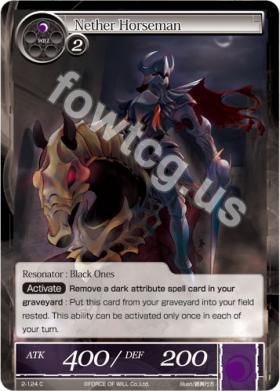 Nether Horseman
WILL
2
fowtcg.us
Resonator : Black Ones
Activate Remove a dark attribute spell card in your
graveyard : Put this card from your graveyard into your field
rested. This ability can be activated only once in each of
your turn.
ATK 400/ DEF 200
2-124 C ©FORCE OF WILL Co.,Ltd. Illust/